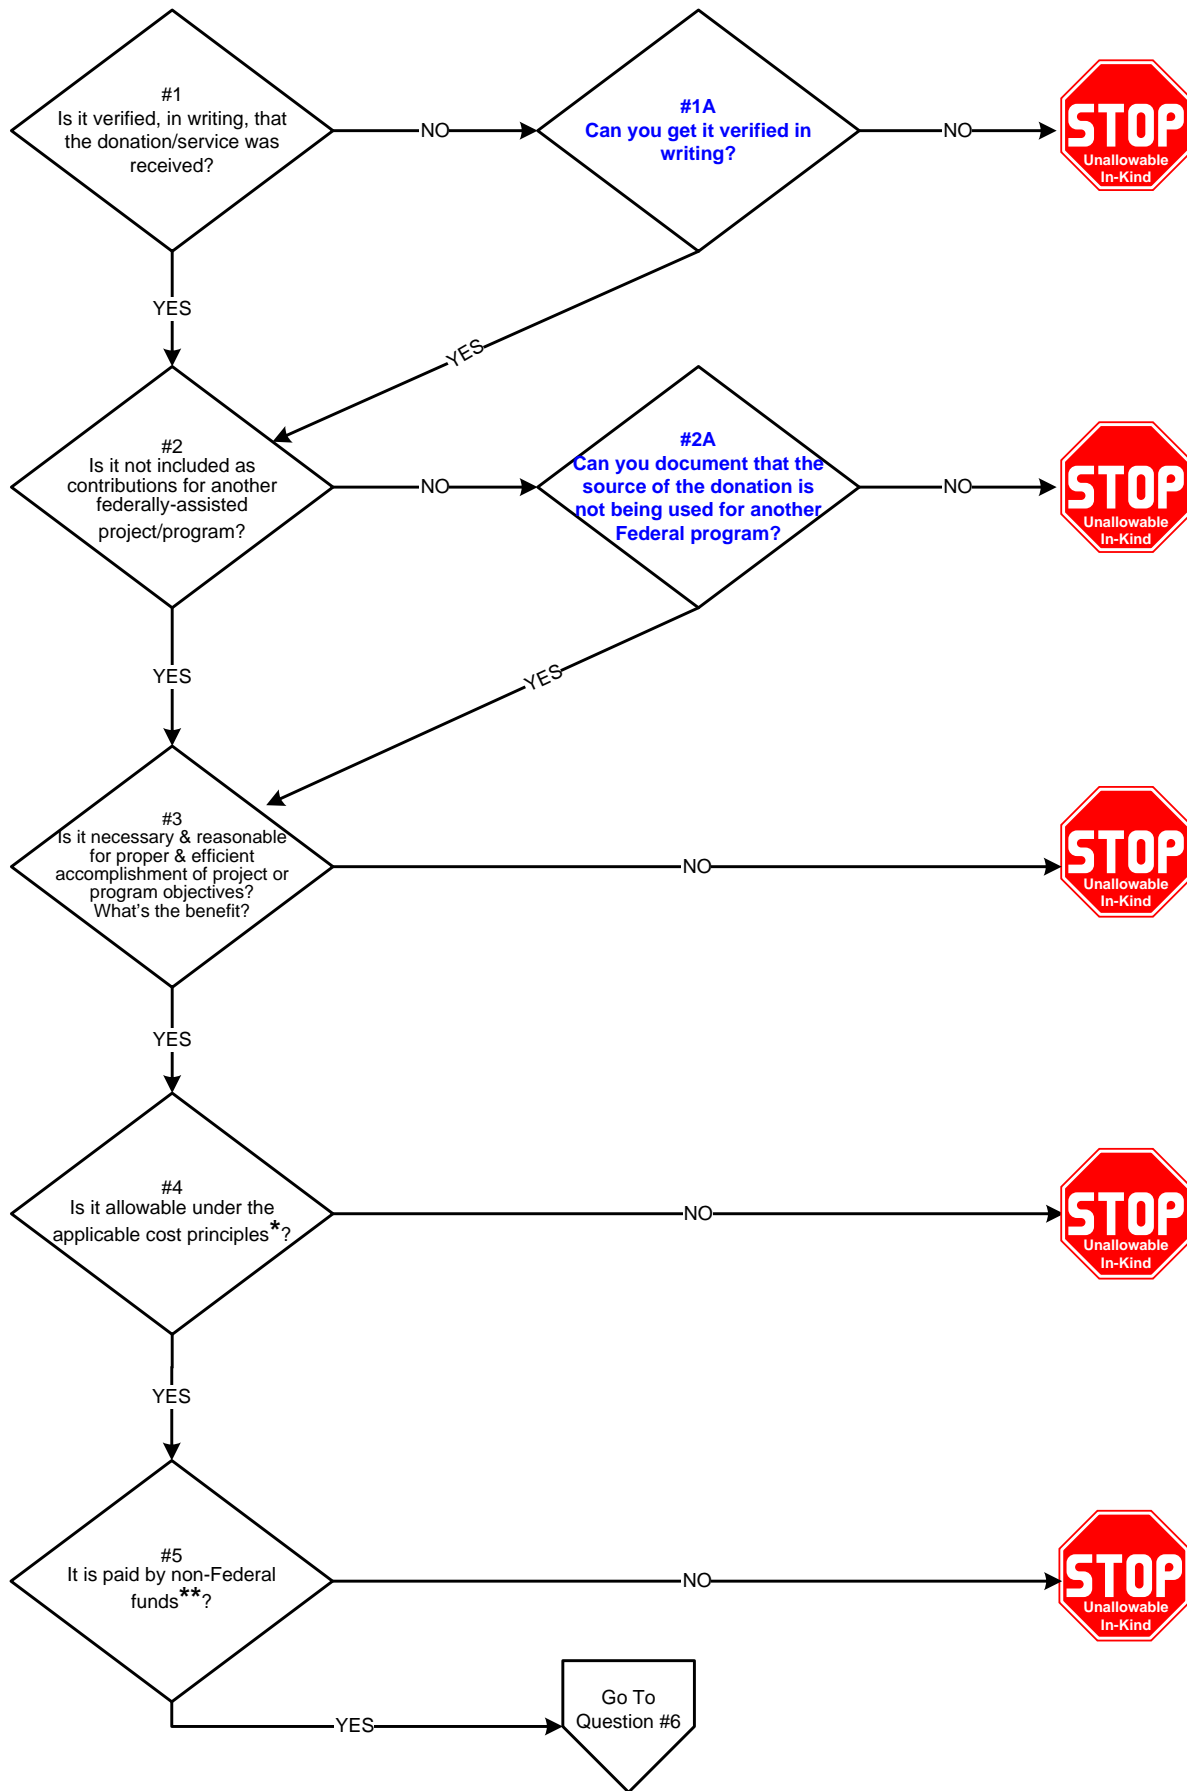 #1
Is it verified, in writing, that
the donation/service was
received?
NO
#1A
Can you get it verified in
writing?
NO
STOP
Unallowable
In-Kind
YES
YES
#2
Is it not included as
contributions for another
federally-assisted
project/program?
NO
#2A
Can you document that the
source of the donation is
not being used for another
Federal program?
NO
STOP
Unallowable
In-Kind
YES
YES
#3
Is it necessary & reasonable
for proper & efficient
accomplishment of project or
program objectives?
What's the benefit?
NO
STOP
Unallowable
In-Kind
YES
#4
Is it allowable under the
applicable cost principles*?
NO
STOP
Unallowable
In-Kind
YES
#5
It is paid by non-Federal
funds**?
NO
STOP
Unallowable
In-Kind
YES
Go To
Question #6